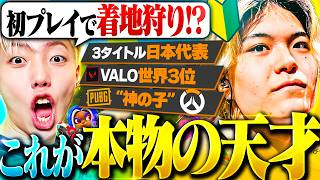 初プレイで着地狩り!?
3タイトル日本代表
VALO世界3位
PUBG "神の子"
これが本物の天才